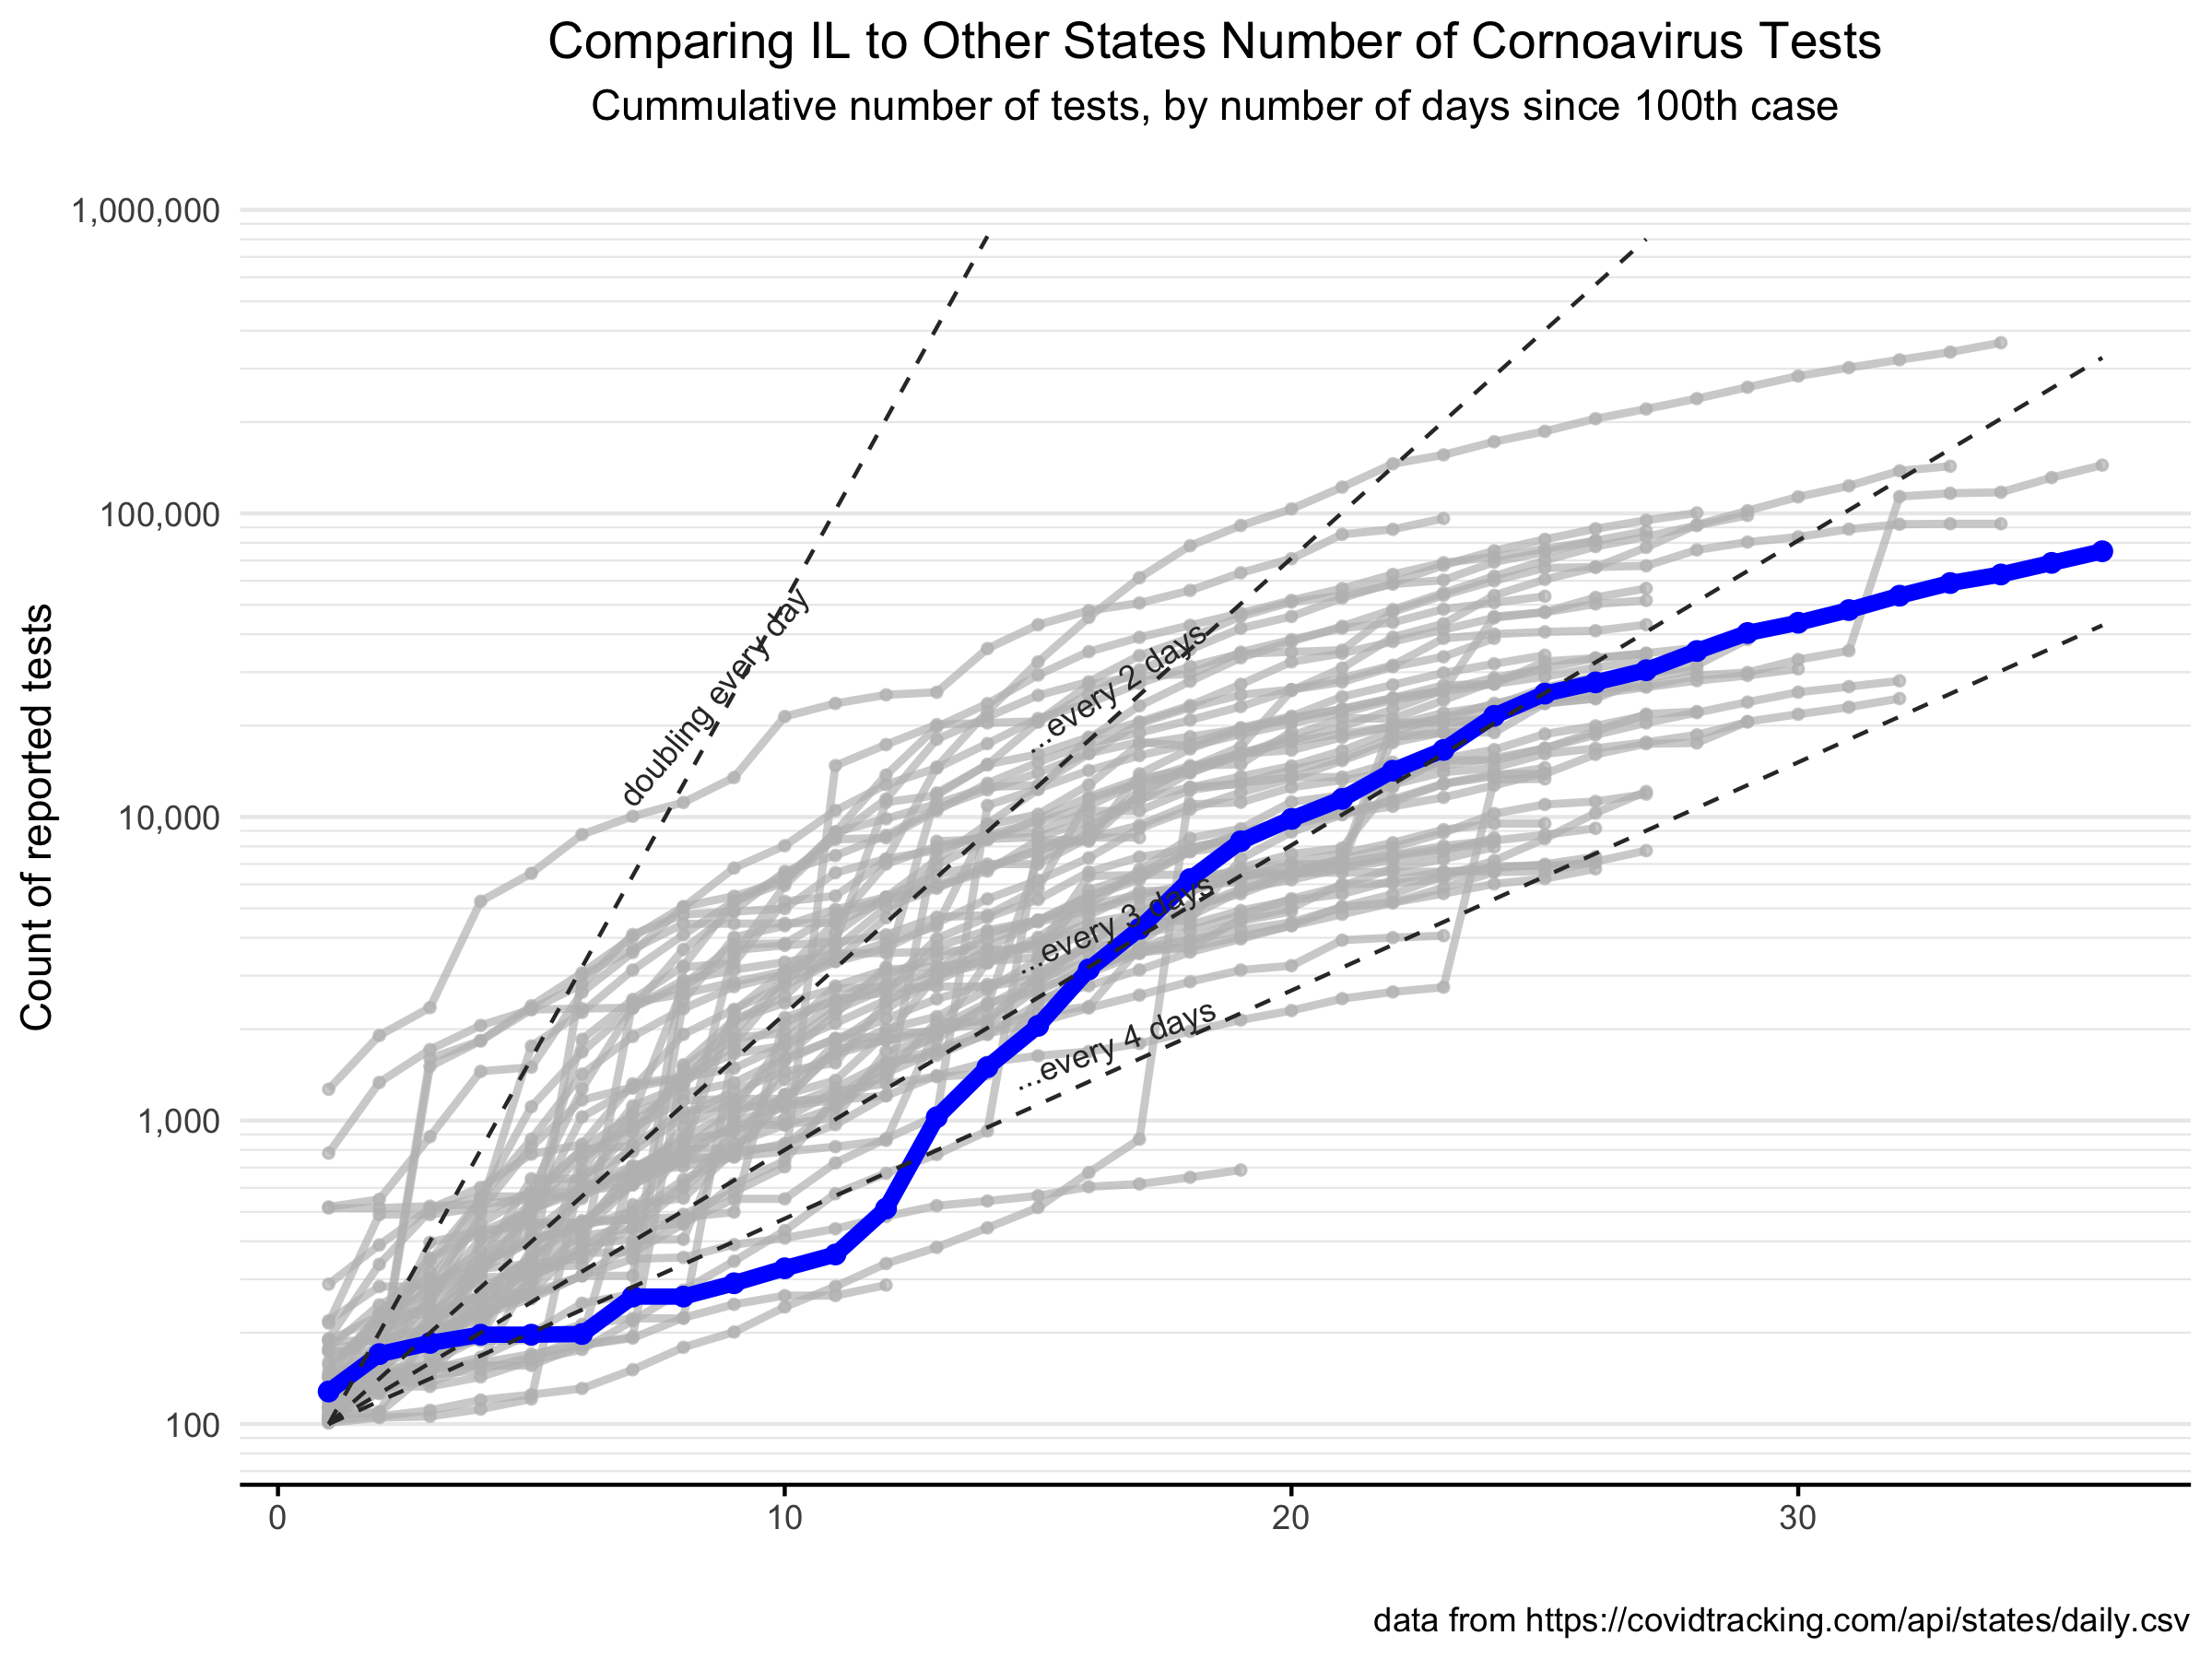 Comparing IL to Other States Number of Cornoavirus Tests
Cummulative number of tests, by number of days since 100th case
1,000,000
100,000
10,000
1,000
100
Count of reported tests
doubling every day
...every 2 days
...every 3 days
...every 4 days
0
10
20
30
data from https://covidtracking.com/api/states/daily.csv